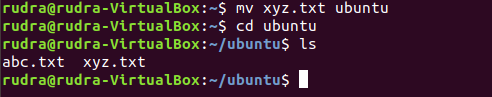 rudra@rudra-VirtualBox:~$ mv xyz.txt ubuntu
rudra@rudra-VirtualBox:~$ cd ubuntu
rudra@rudra-VirtualBox:~/ubuntu$ ls
abc.txt  xyz.txt
rudra@rudra-VirtualBox:~/ubuntu$